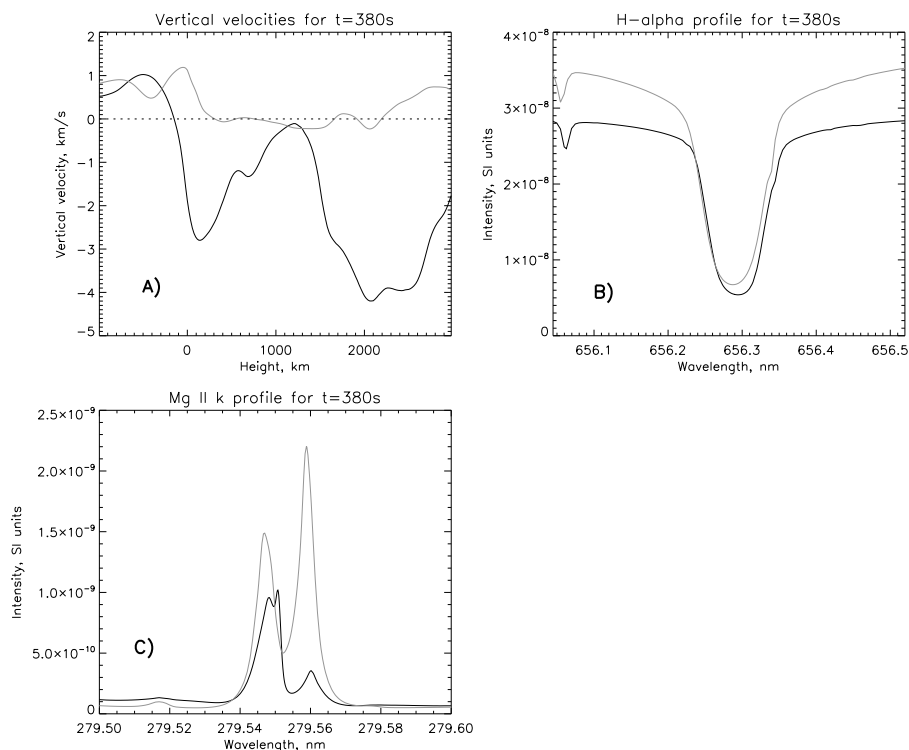 Vertical velocities for t=380s
2
1
0
−1
−2
−3
−4
−5
Vertical velocity, km/s
A)
0 1000 2000
Height, km
H−alpha profile for t=380s
4×10⁻⁸
3×10⁻⁸
2×10⁻⁸
1×10⁻⁸
0
Intensity, SI units
B)
656.1 656.2 656.3 656.4 656.5
Wavelength, nm
Mg II k profile for t=380s
2.5×10⁻⁹
2.0×10⁻⁹
1.5×10⁻⁹
1.0×10⁻⁹
5.0×10⁻¹⁰
0
Intensity, SI units
C)
279.50 279.52 279.54 279.56 279.58 279.60
Wavelength, nm